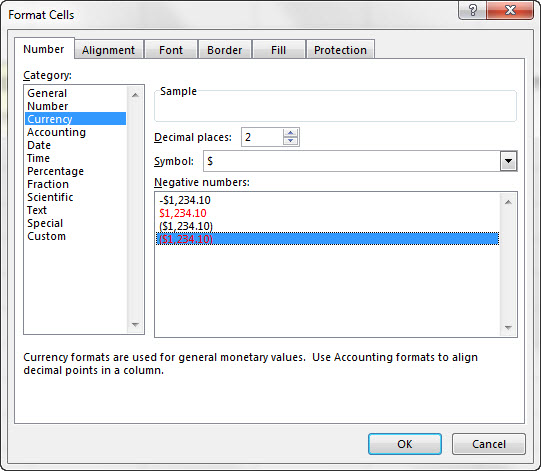 Format Cells
Number Alignment Font Border Fill Protection
Category:
General
Number
Currency
Accounting
Date
Time
Percentage
Fraction
Scientific
Text
Special
Custom
Sample
Decimal places: 2
Symbol: $
Negative numbers:
-$1,234.10
$1,234.10
($1,234.10)
($1,234.10)
Currency formats are used for general monetary values.  Use Accounting formats to align
decimal points in a column.
OK Cancel